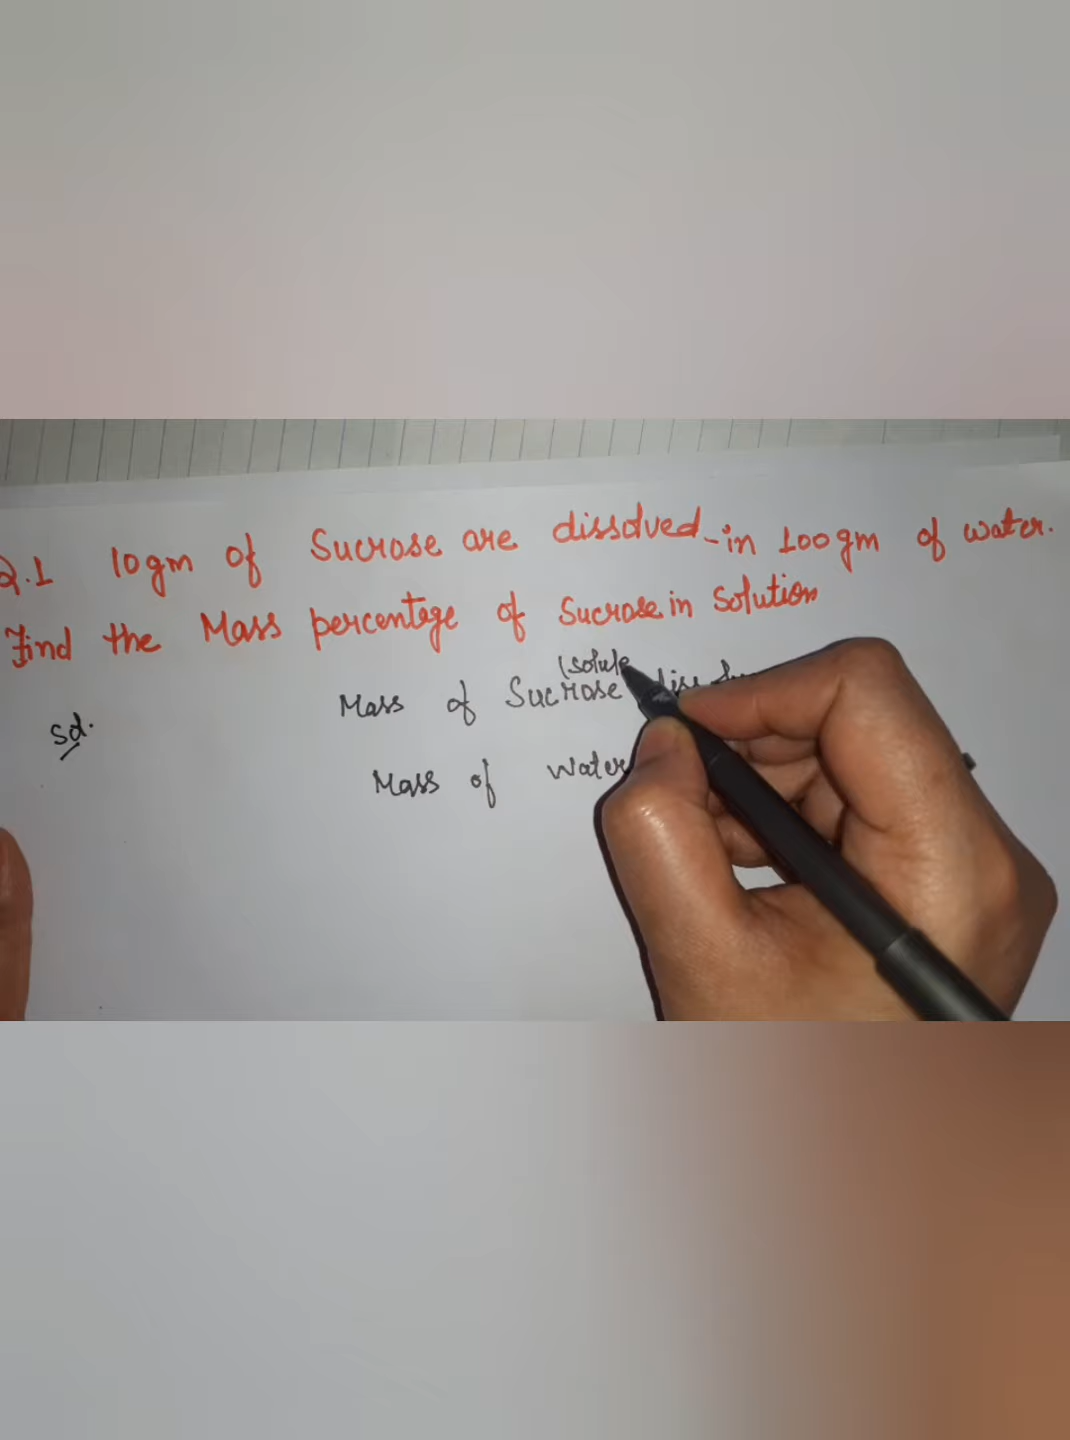 Q.1 10gm of Sucrose are dissolved in 100gm of water.
Find the Mass percentage of Sucrose in Solution
(Solute
Sol. Mass of Sucrose
Mass of Water